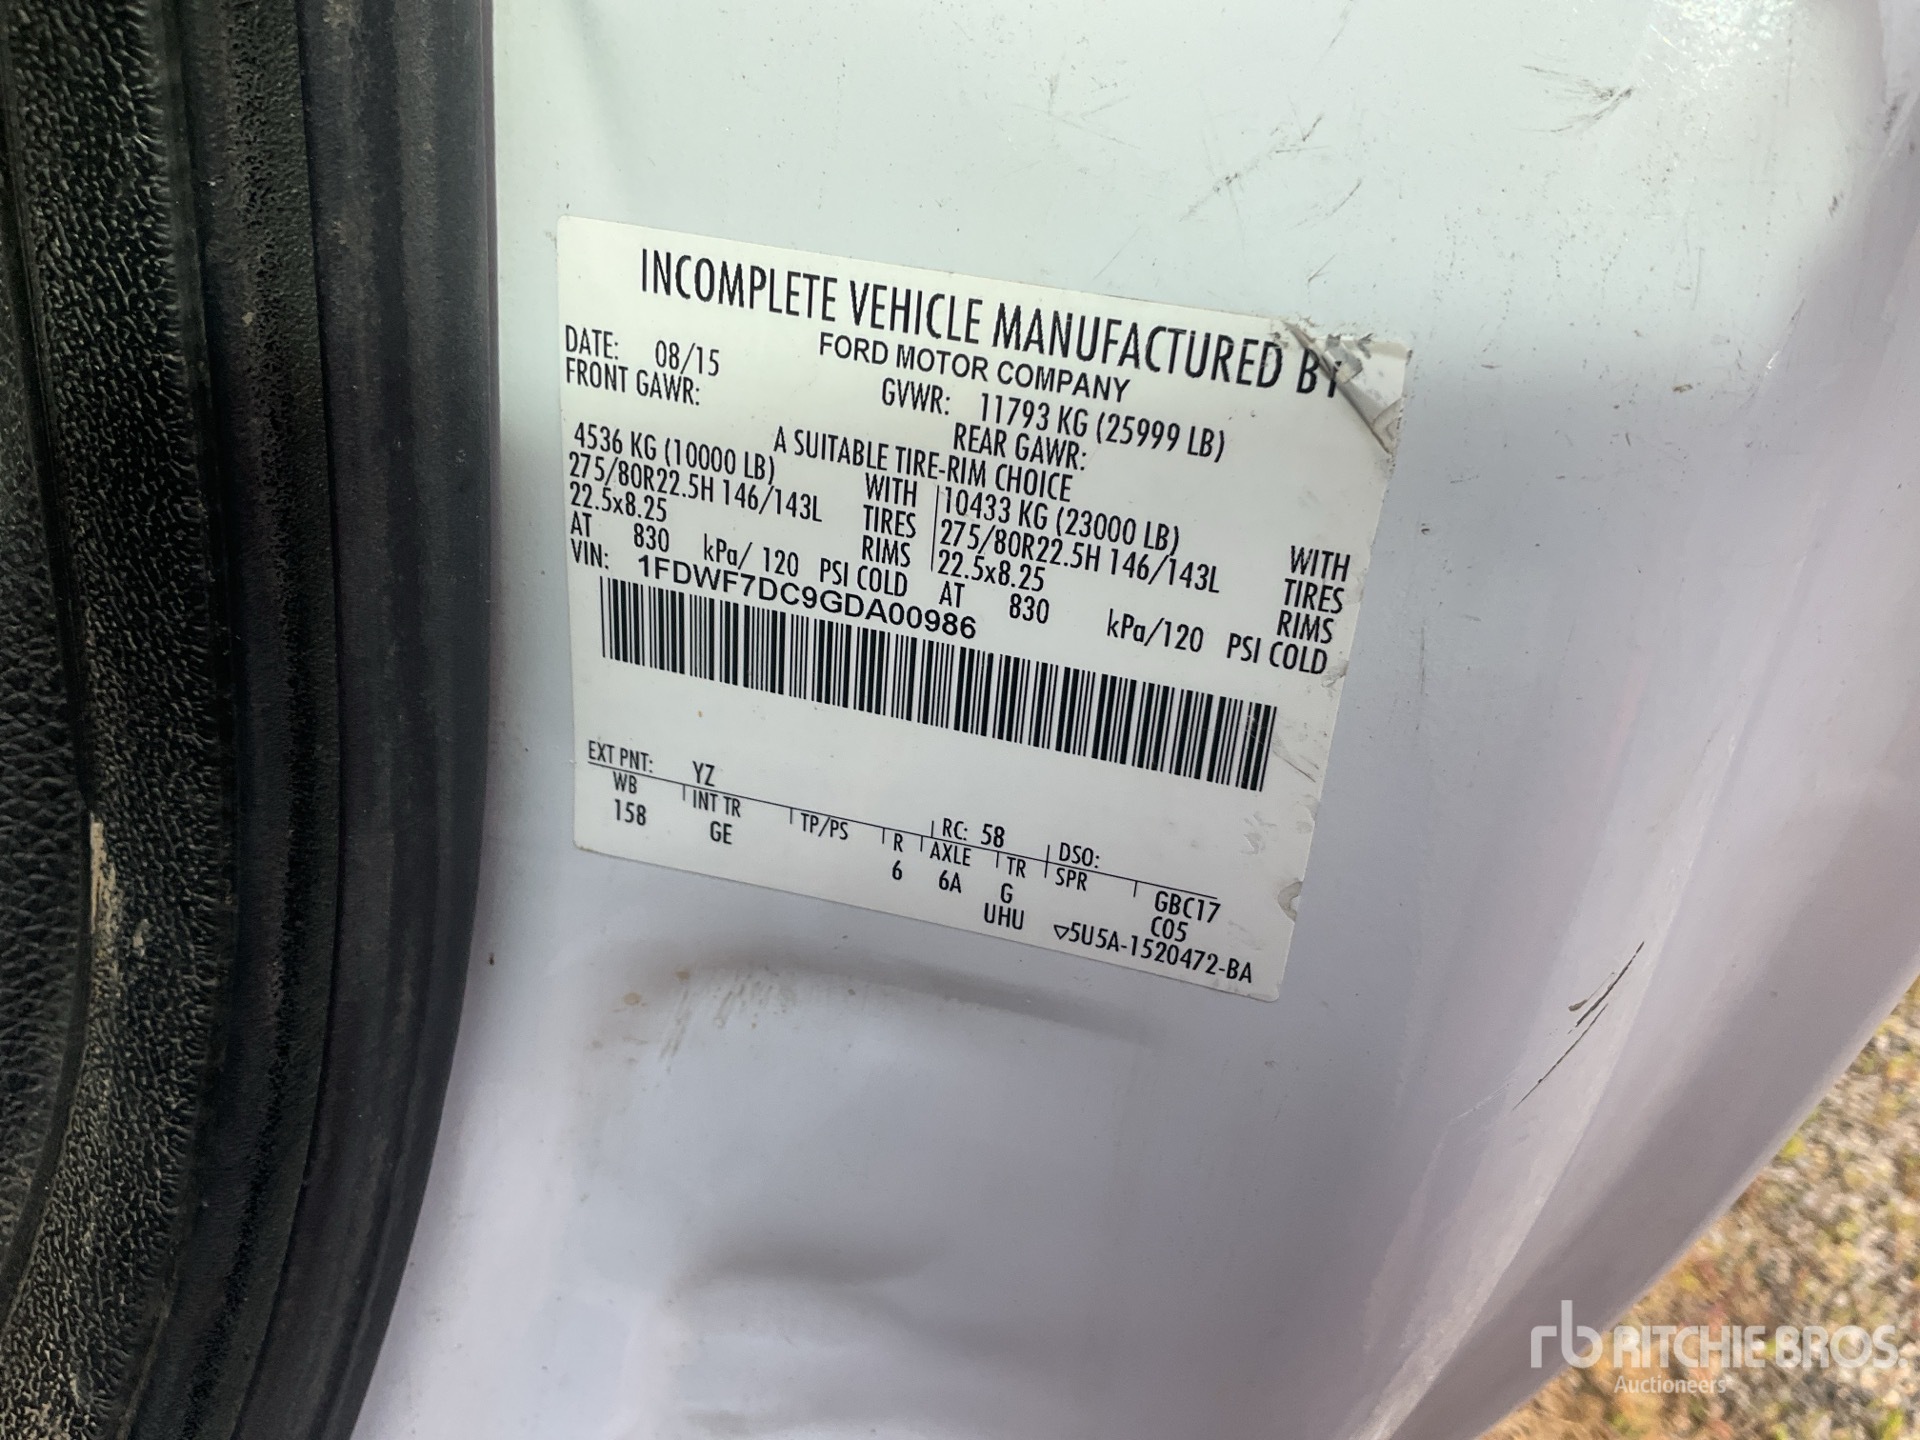 INCOMPLETE VEHICLE MANUFACTURED BY
FORD MOTOR COMPANY
DATE: 08/15 GVWR: 11793 KG (25999 LB)
FRONT GAWR: REAR GAWR:
A SUITABLE TIRE-RIM CHOICE
4536 KG (10000 LB) WITH 10433 KG (23000 LB) WITH
275/80R22.5H 146/143L TIRES 275/80R22.5H 146/143L TIRES
22.5x8.25 RIMS 22.5x8.25 RIMS
AT 830 kPa/ 120 PSI COLD AT 830 kPa/120 PSI COLD
VIN: 1FDWF7DC9GDA00986
EXT PNT: YZ RC: 58 DSO:
WB INT TR TP/PS R AXLE TR SPR GBC17
158 GE 6 6A G C05
UHU ▽5U5A-1520472-BA
rb RITCHIE BROS.
Auctioneers